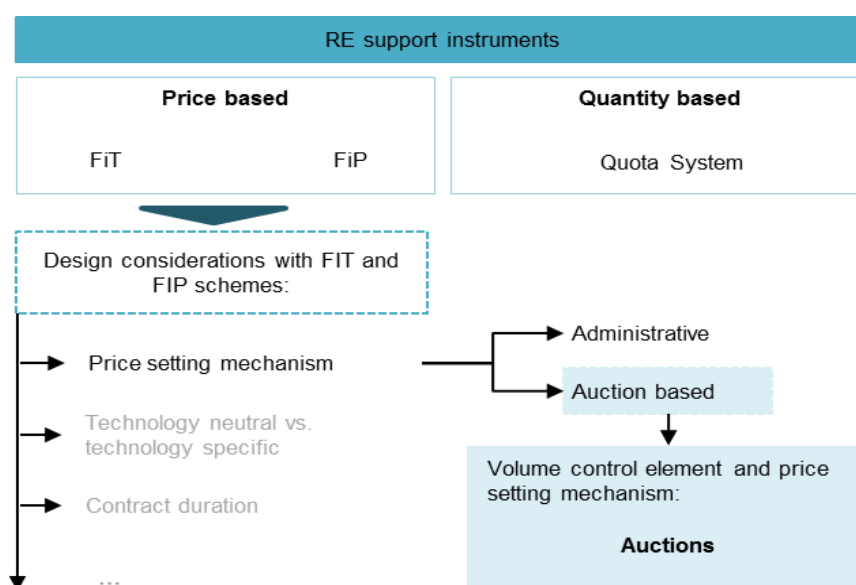 RE support instruments
Price based
FiT
FiP
Quantity based
Quota System
Design considerations with FIT and
FIP schemes:
Price setting mechanism
Administrative
Auction based
Technology neutral vs.
technology specific
Contract duration
...
Volume control element and price
setting mechanism:
Auctions